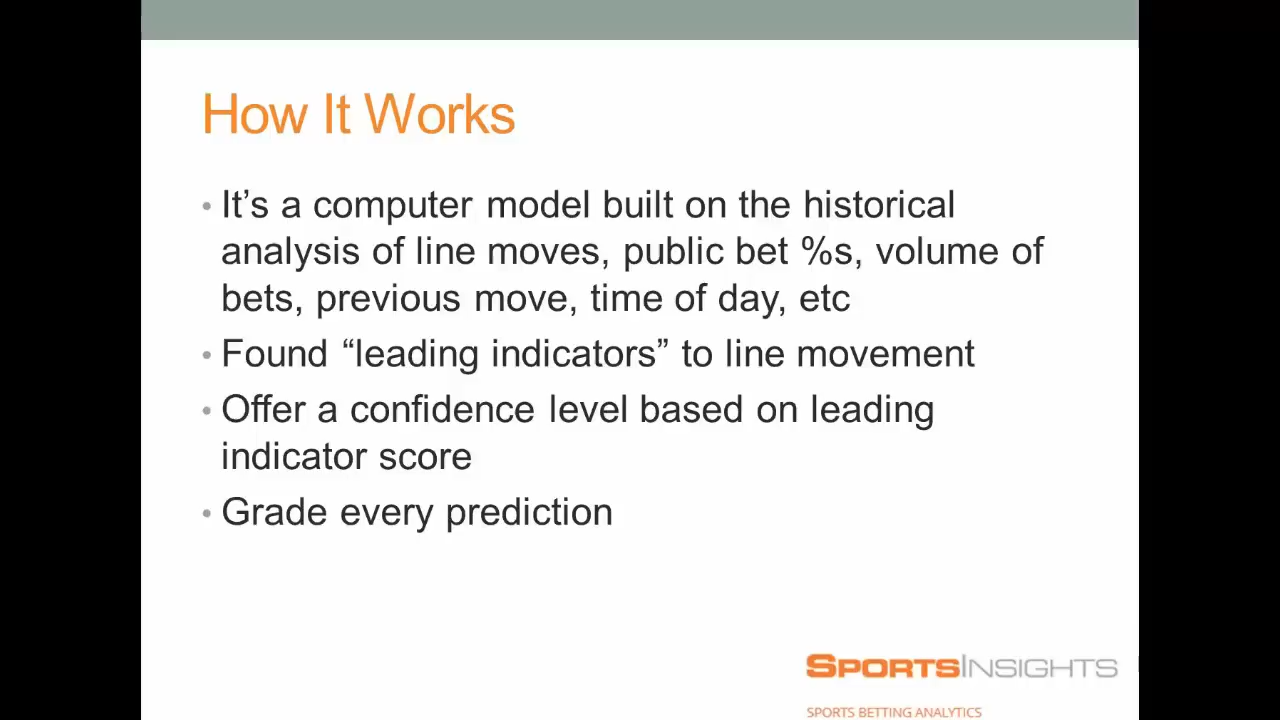 How It Works
• It’s a computer model built on the historical
analysis of line moves, public bet %s, volume of
bets, previous move, time of day, etc
• Found “leading indicators” to line movement
• Offer a confidence level based on leading
indicator score
• Grade every prediction
SPORTSINSIGHTS
SPORTS BETTING ANALYTICS